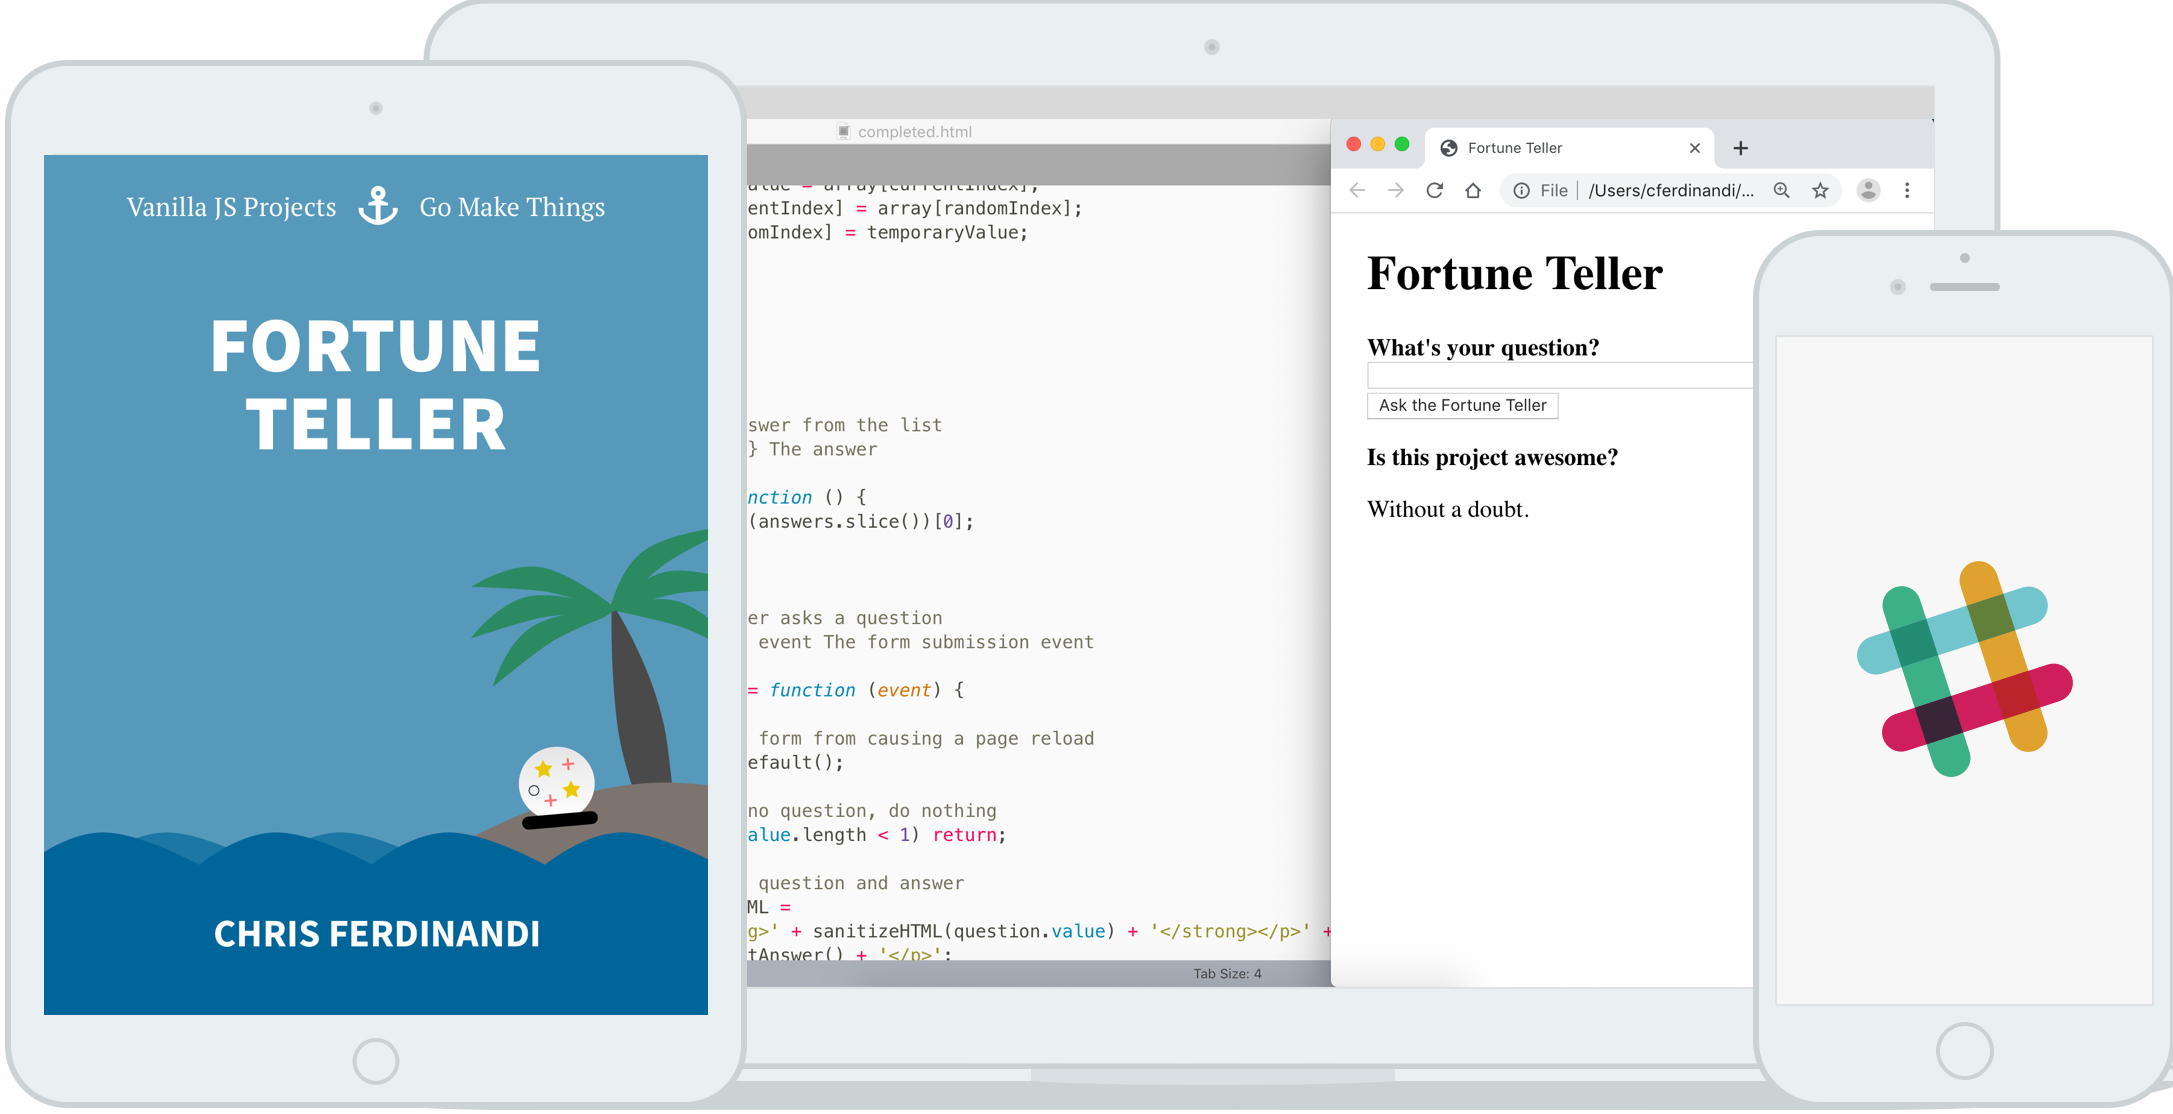 Vanilla JS Projects Go Make Things
FORTUNE
TELLER
CHRIS FERDINANDI
completed.html
= array[currentIndex];
entIndex] = array[randomIndex];
omIndex] = temporaryValue;
swer from the list
} The answer
nction () {
(answers.slice())[0];
er asks a question
event The form submission event
= function (event) {
form from causing a page reload
efault();
no question, do nothing
alue.length < 1) return;
question and answer
ML =
g>' + sanitizeHTML(question.value) + '</strong></p>' +
tAnswer() + '</p>';
Tab Size: 4
Fortune Teller
File /Users/cferdinandi/...
Fortune Teller
What's your question?
Ask the Fortune Teller
Is this project awesome?
Without a doubt.